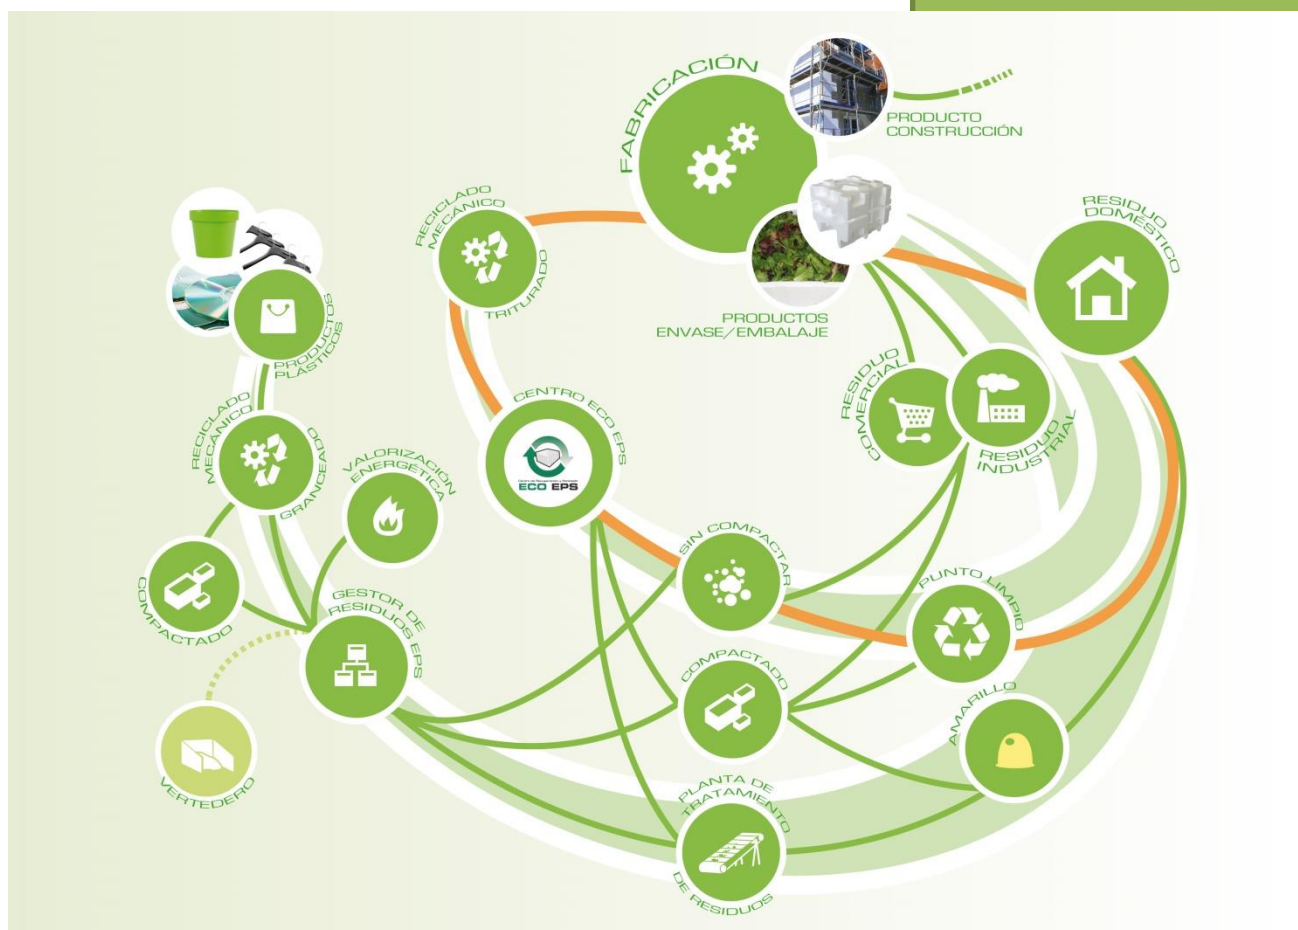 FABRICACIÓN
PRODUCTO
CONSTRUCCIÓN
RECICLADO
MECÁNICO
TRITURADO
RESIDUO
DOMÉSTICO
PRODUCTOS
ENVASE/EMBALAJE
PRODUCTOS
PLÁSTICOS
RESIDUO
COMERCIAL
RESIDUO
INDUSTRIAL
CENTRO ECO EPS
ECO EPS
RECICLADO
MECÁNICO
GRANCEADO
VALORIZACIÓN
ENERGÉTICA
SIN COMPACTAR
PUNTO LIMPIO
COMPACTADO
GESTOR DE
RESIDUOS EPS
COMPACTADO
AMARILLO
VERTEDERO
PLANTA DE
TRATAMIENTO
DE RESIDUOS